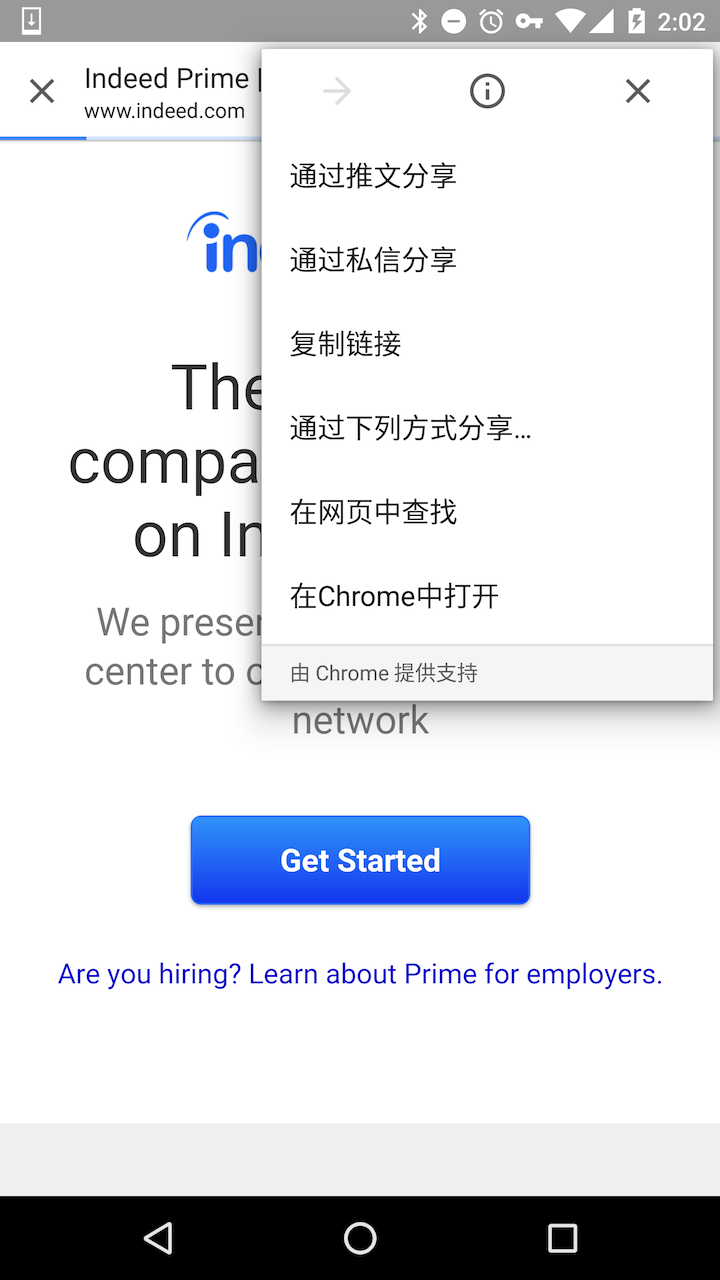 2:02
Indeed Prime
www.indeed.com
通过推文分享
通过私信分享
复制链接
通过下列方式分享…
在网页中查找
在Chrome中打开
由 Chrome 提供支持
in
The
compa
on In
We preser
center to c
network
Get Started
Are you hiring? Learn about Prime for employers.